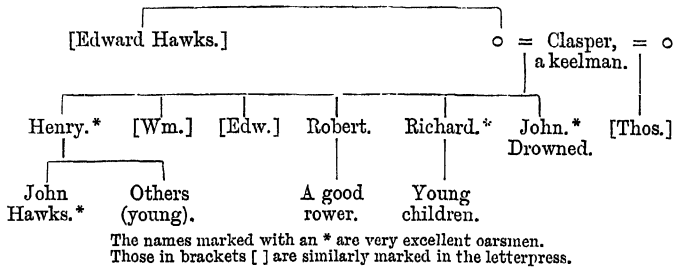 [Edward Hawks.] o = Clasper, = o
a keelman.
Henry.* [Wm.] [Edw.] Robert. Richard.* John.* [Thos.]
Drowned.
John Others A good Young
Hawks.* (young). rower. children.
The names marked with an * are very excellent oarsmen.
Those in brackets [ ] are similarly marked in the letterpress.